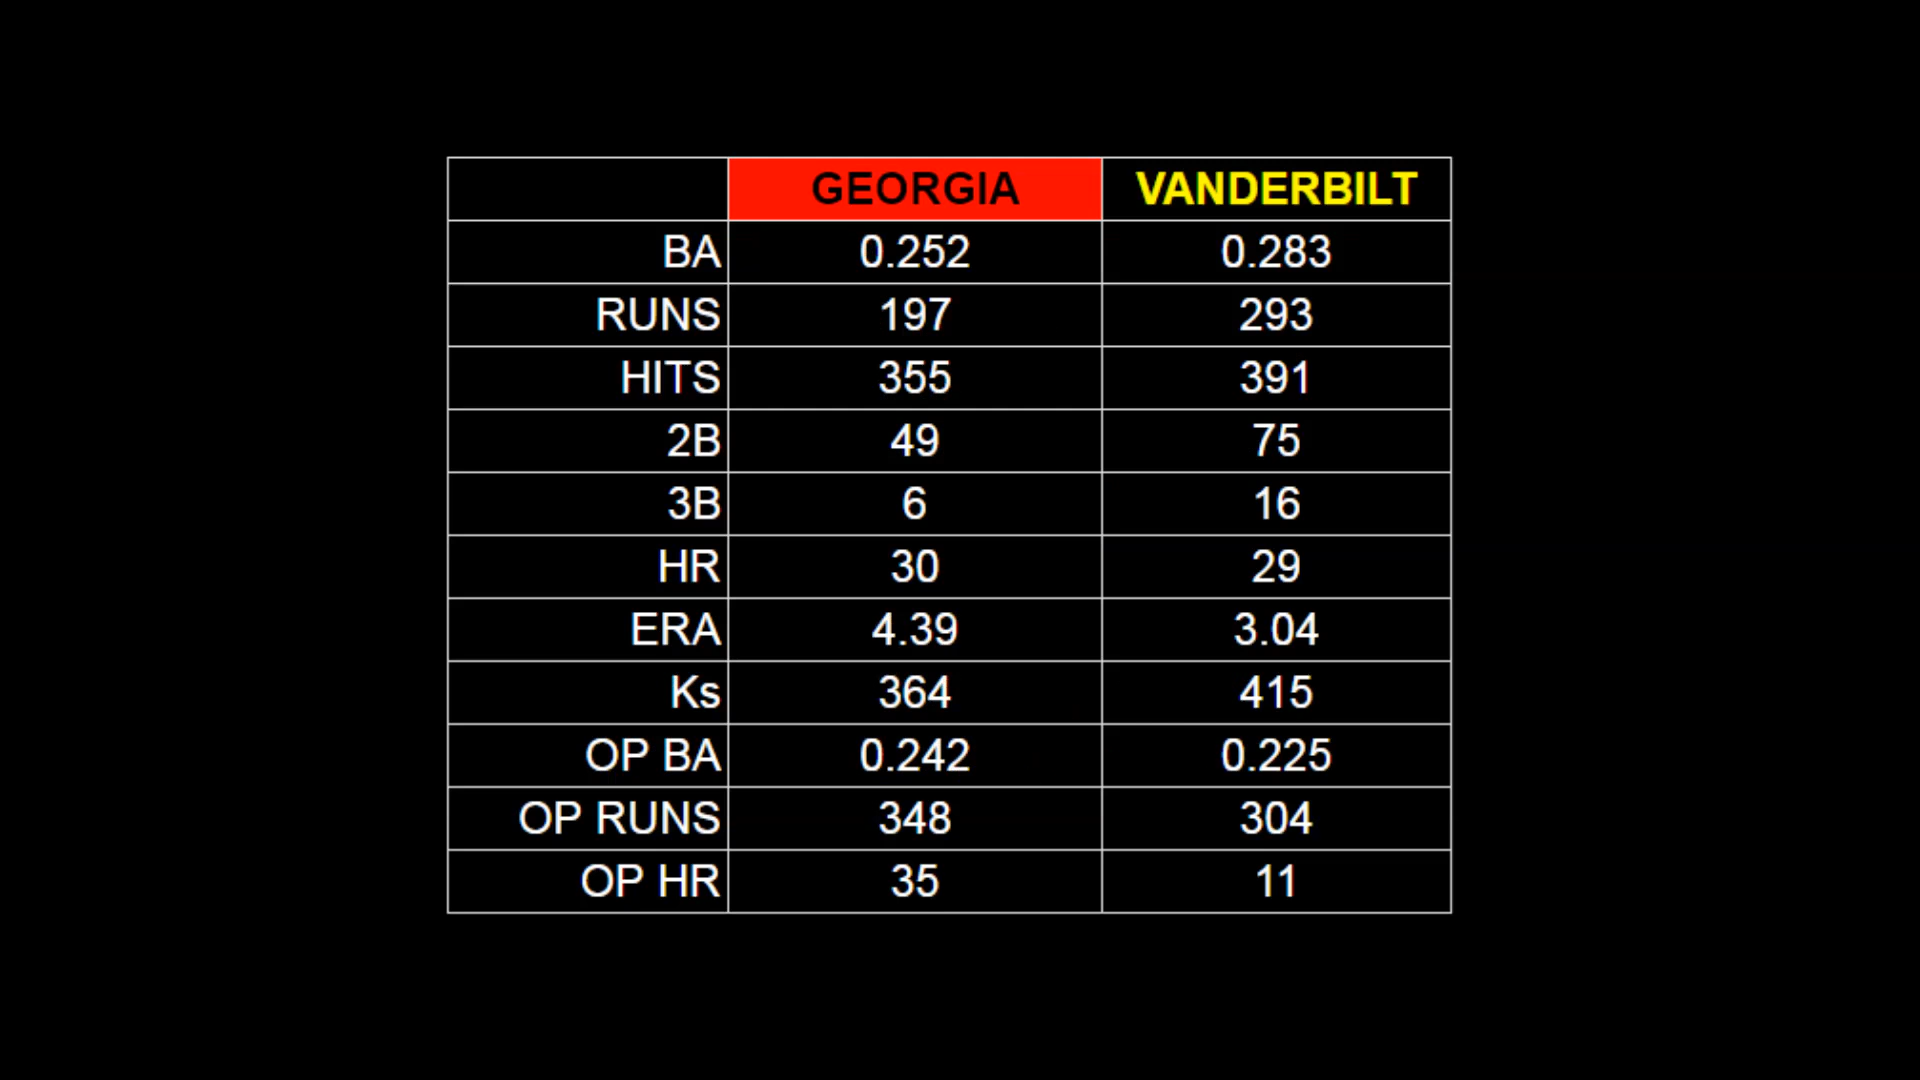 GEORGIA VANDERBILT
BA 0.252 0.283
RUNS 197 293
HITS 355 391
2B 49 75
3B 6 16
HR 30 29
ERA 4.39 3.04
Ks 364 415
OP BA 0.242 0.225
OP RUNS 348 304
OP HR 35 11